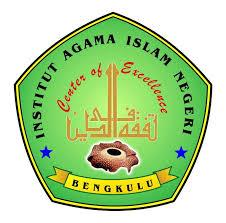 INSTITUT AGAMA ISLAM NEGERI
Center of Excellence
تفقه في الدين
BENGKULU